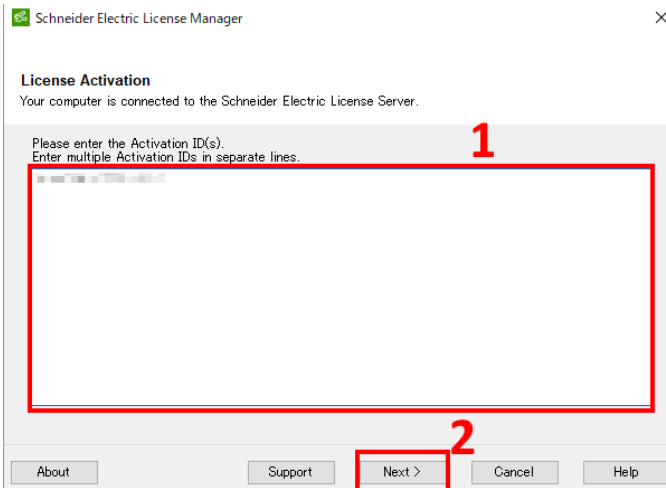 Schneider Electric License Manager
License Activation
Your computer is connected to the Schneider Electric License Server.
1
Please enter the Activation ID(s).
Enter multiple Activation IDs in separate lines.
2
About
Support
Next >
Cancel
Help